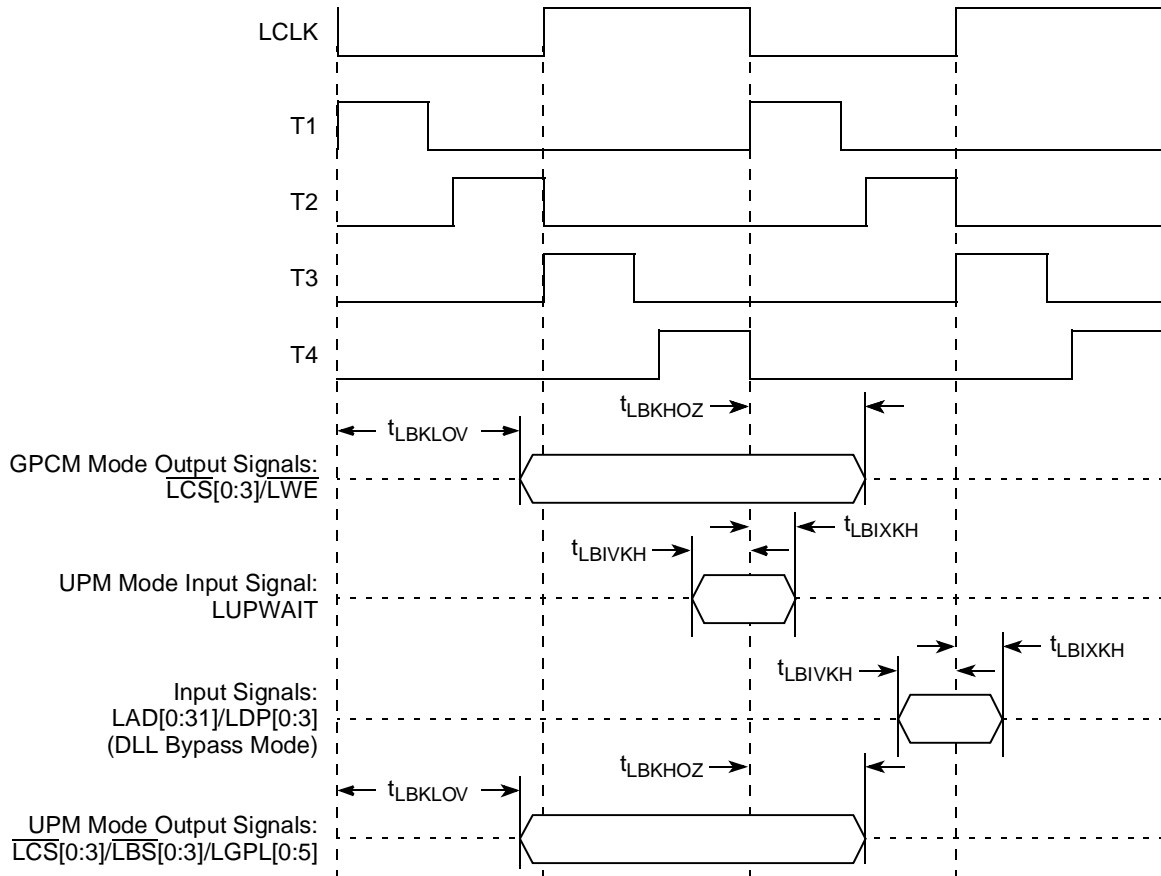 LCLK
T1
T2
T3
T4
tLBKHOZ
tLBKLOV
GPCM Mode Output Signals:
LCS[0:3]/LWE
tLBIXKH
tLBIVKH
UPM Mode Input Signal:
LUPWAIT
tLBIXKH
tLBIVKH
Input Signals:
LAD[0:31]/LDP[0:3]
(DLL Bypass Mode)
tLBKHOZ
tLBKLOV
UPM Mode Output Signals:
LCS[0:3]/LBS[0:3]/LGPL[0:5]